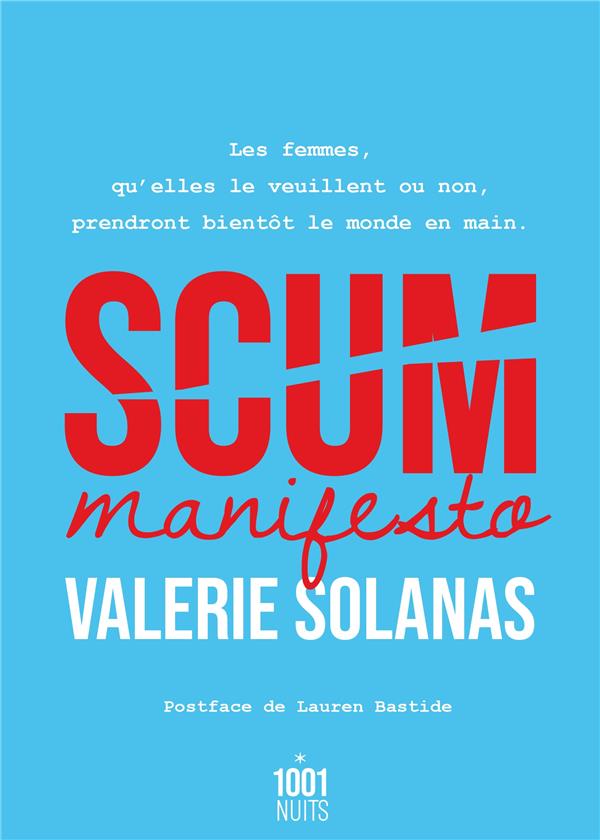 Les femmes,
qu’elles le veuillent ou non,
prendront bientôt le monde en main.
SCUM
manifesto
VALERIE SOLANAS
Postface de Lauren Bastide
1001
NUITS